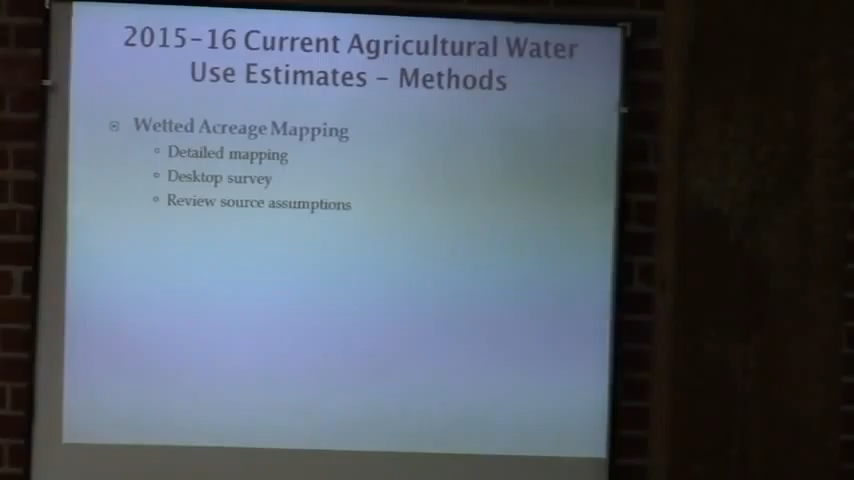 2015-16 Current Agricultural Water
Use Estimates - Methods
Wetted Acreage Mapping
Detailed mapping
Desktop survey
Review source assumptions